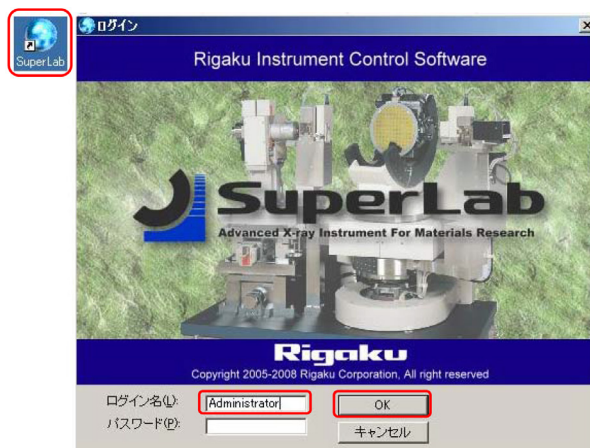 SuperLab
ログイン
Rigaku Instrument Control Software
SuperLab
Advanced X-ray Instrument For Materials Research
Rigaku
Copyright 2005-2008 Rigaku Corporation, All right reserved
ログイン名(L): Administrator OK
パスワード(P): キャンセル